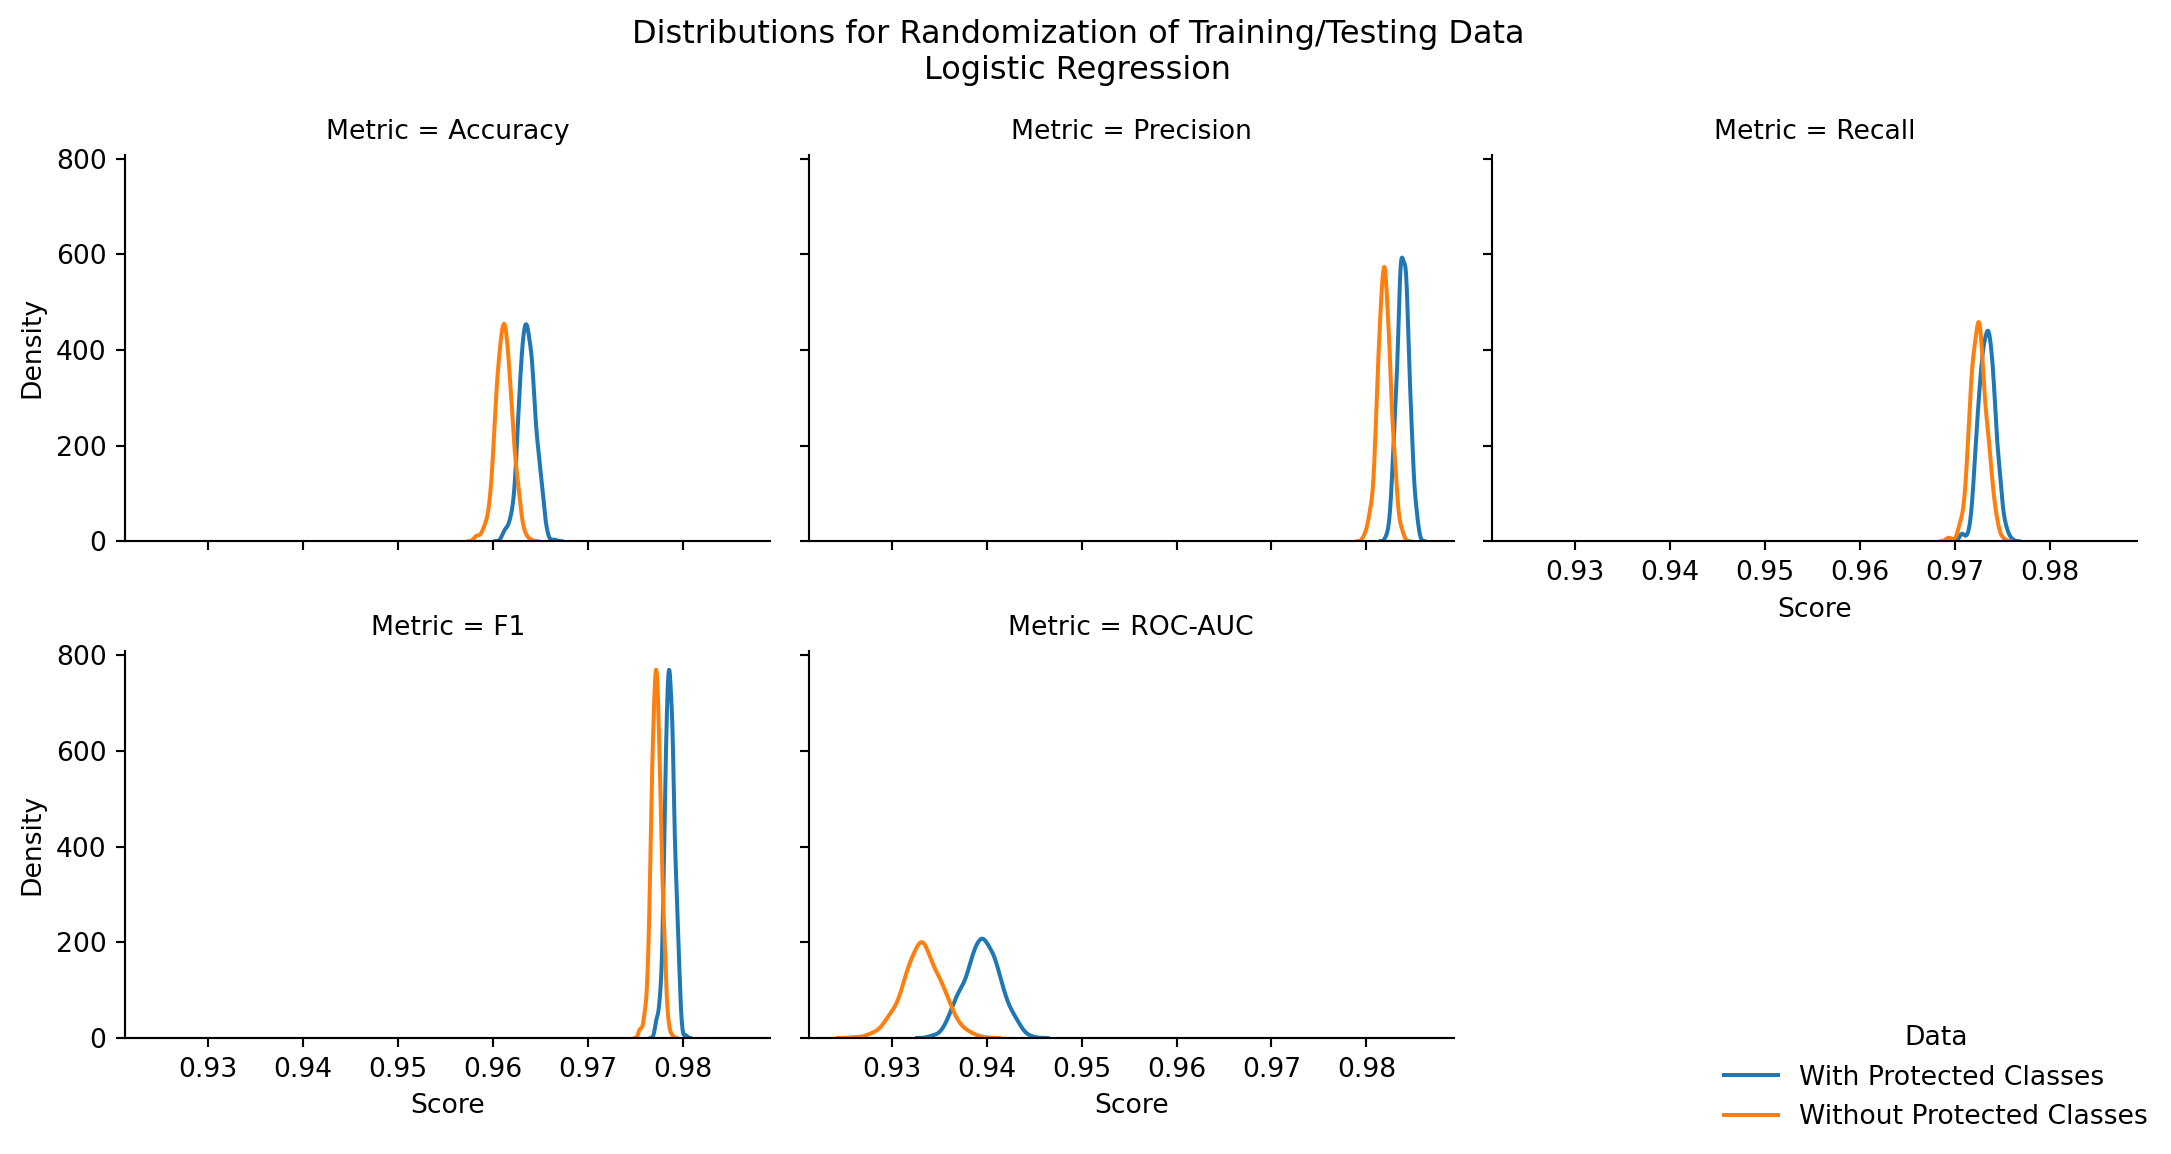 Distributions for Randomization of Training/Testing Data
Logistic Regression
Metric = Accuracy
Metric = Precision
Metric = Recall
800
600
400
200
0
Density
0.93 0.94 0.95 0.96 0.97 0.98
Score
Metric = F1
Metric = ROC-AUC
800
600
400
200
0
Density
0.93 0.94 0.95 0.96 0.97 0.98
Score
0.93 0.94 0.95 0.96 0.97 0.98
Score
Data
With Protected Classes
Without Protected Classes